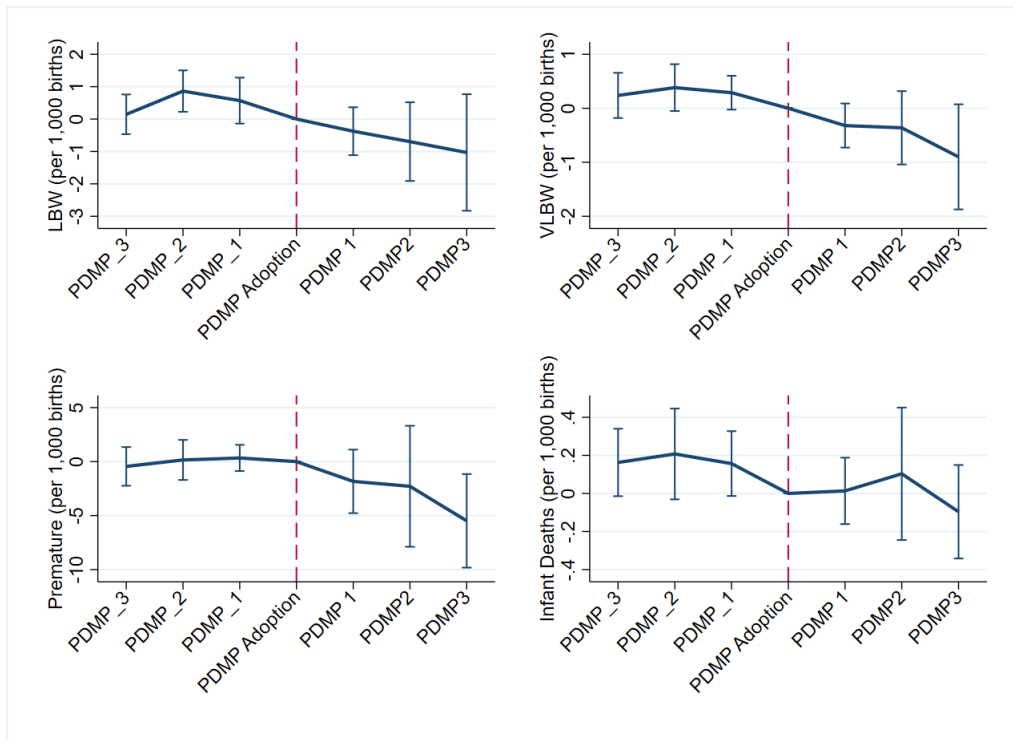 LBW (per 1,000 births)
2
1
0
-1
-2
-3
PDMP_3
PDMP_2
PDMP_1
PDMP Adoption
PDMP 1
PDMP2
PDMP3
VLBW (per 1,000 births)
1
0
-1
-2
PDMP_3
PDMP_2
PDMP_1
PDMP Adoption
PDMP 1
PDMP2
PDMP3
Premature (per 1,000 births)
5
0
-5
-10
PDMP_3
PDMP_2
PDMP_1
PDMP Adoption
PDMP 1
PDMP2
PDMP3
Infant Deaths (per 1,000 births)
.4
.2
0
-.2
-.4
PDMP_3
PDMP_2
PDMP_1
PDMP Adoption
PDMP 1
PDMP2
PDMP3